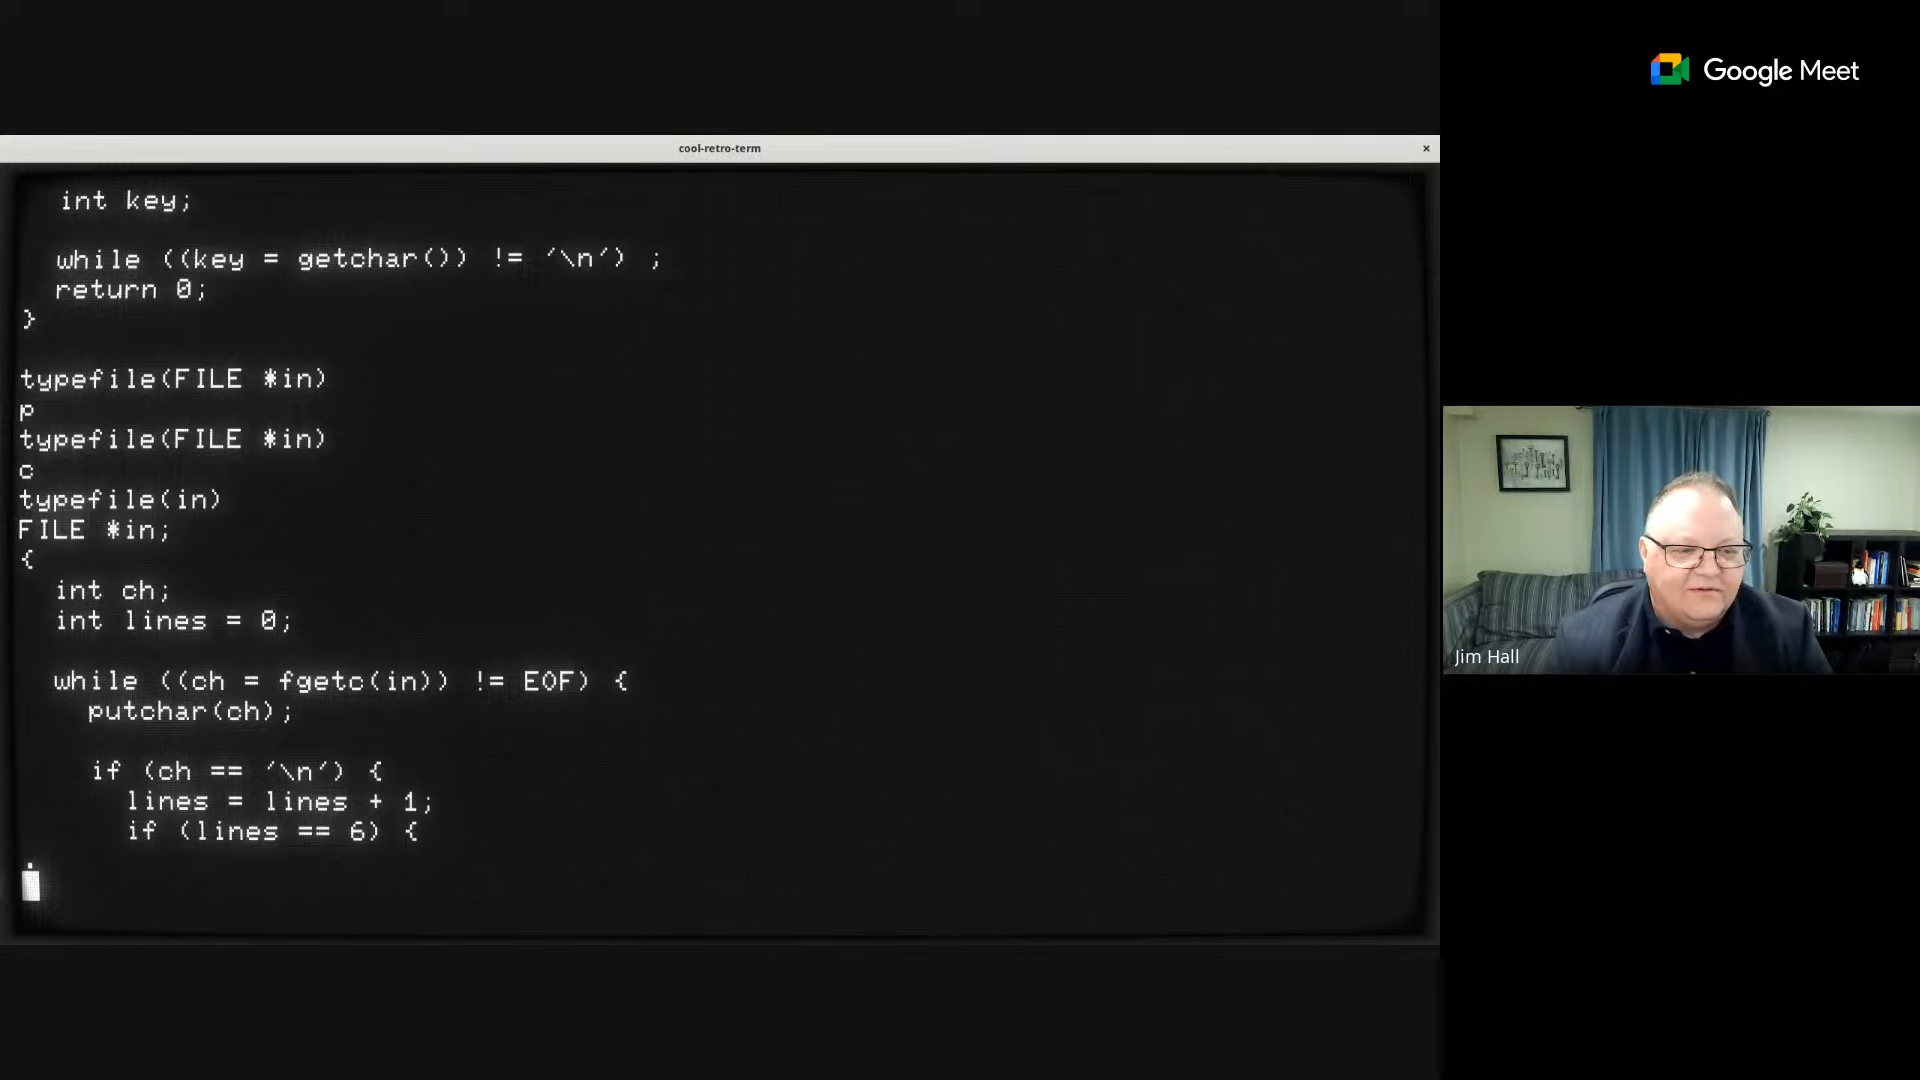 Google Meet
cool-retro-term ×
int key;
while ((key = getchar()) != '\n') ;
return 0;
}
typefile(FILE *in)
p
typefile(FILE *in)
c
typefile(in)
FILE *in;
{
int ch;
int lines = 0;
while ((ch = fgetc(in)) != EOF) {
putchar(ch);
if (ch == '\n') {
lines = lines + 1;
if (lines == 6) {
.
Jim Hall